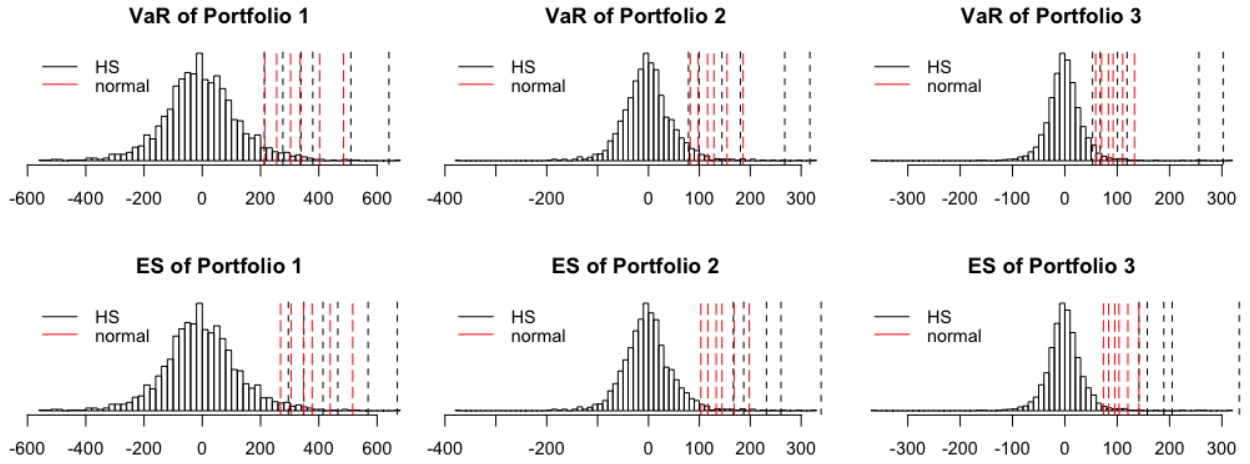 VaR of Portfolio 1
HS
normal
-600 -400 -200 0 200 400 600
VaR of Portfolio 2
HS
normal
-400 -200 0 100 200 300
VaR of Portfolio 3
HS
normal
-300 -200 -100 0 100 200 300
ES of Portfolio 1
HS
normal
-600 -400 -200 0 200 400 600
ES of Portfolio 2
HS
normal
-400 -200 0 100 200 300
ES of Portfolio 3
HS
normal
-300 -200 -100 0 100 200 300